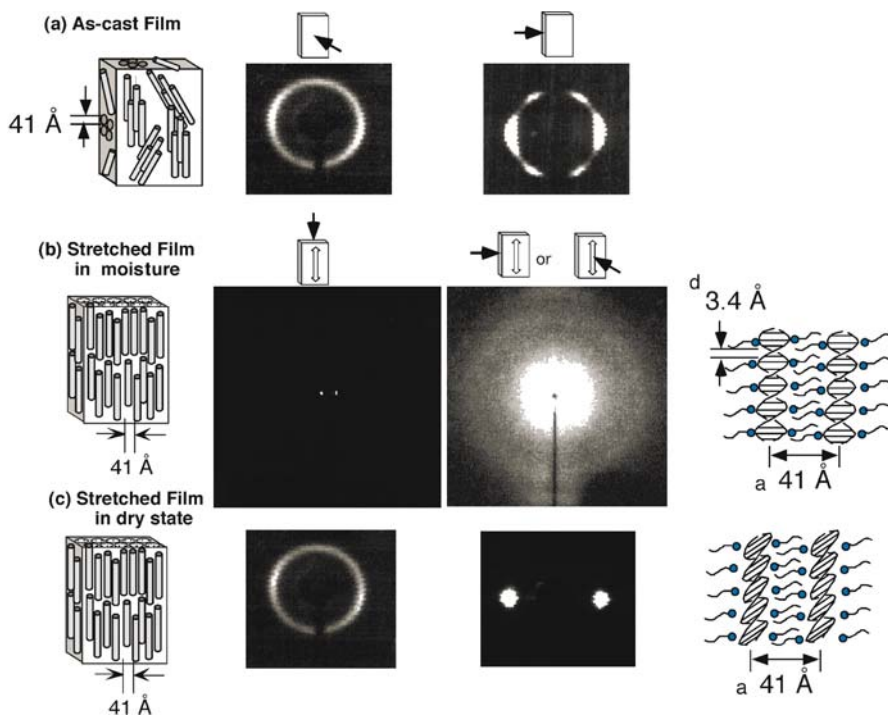 (a) As-cast Film
41 Å
(b) Stretched Film
in moisture
or
41 Å
d
3.4 Å
a 41 Å
(c) Stretched Film
in dry state
41 Å
a 41 Å